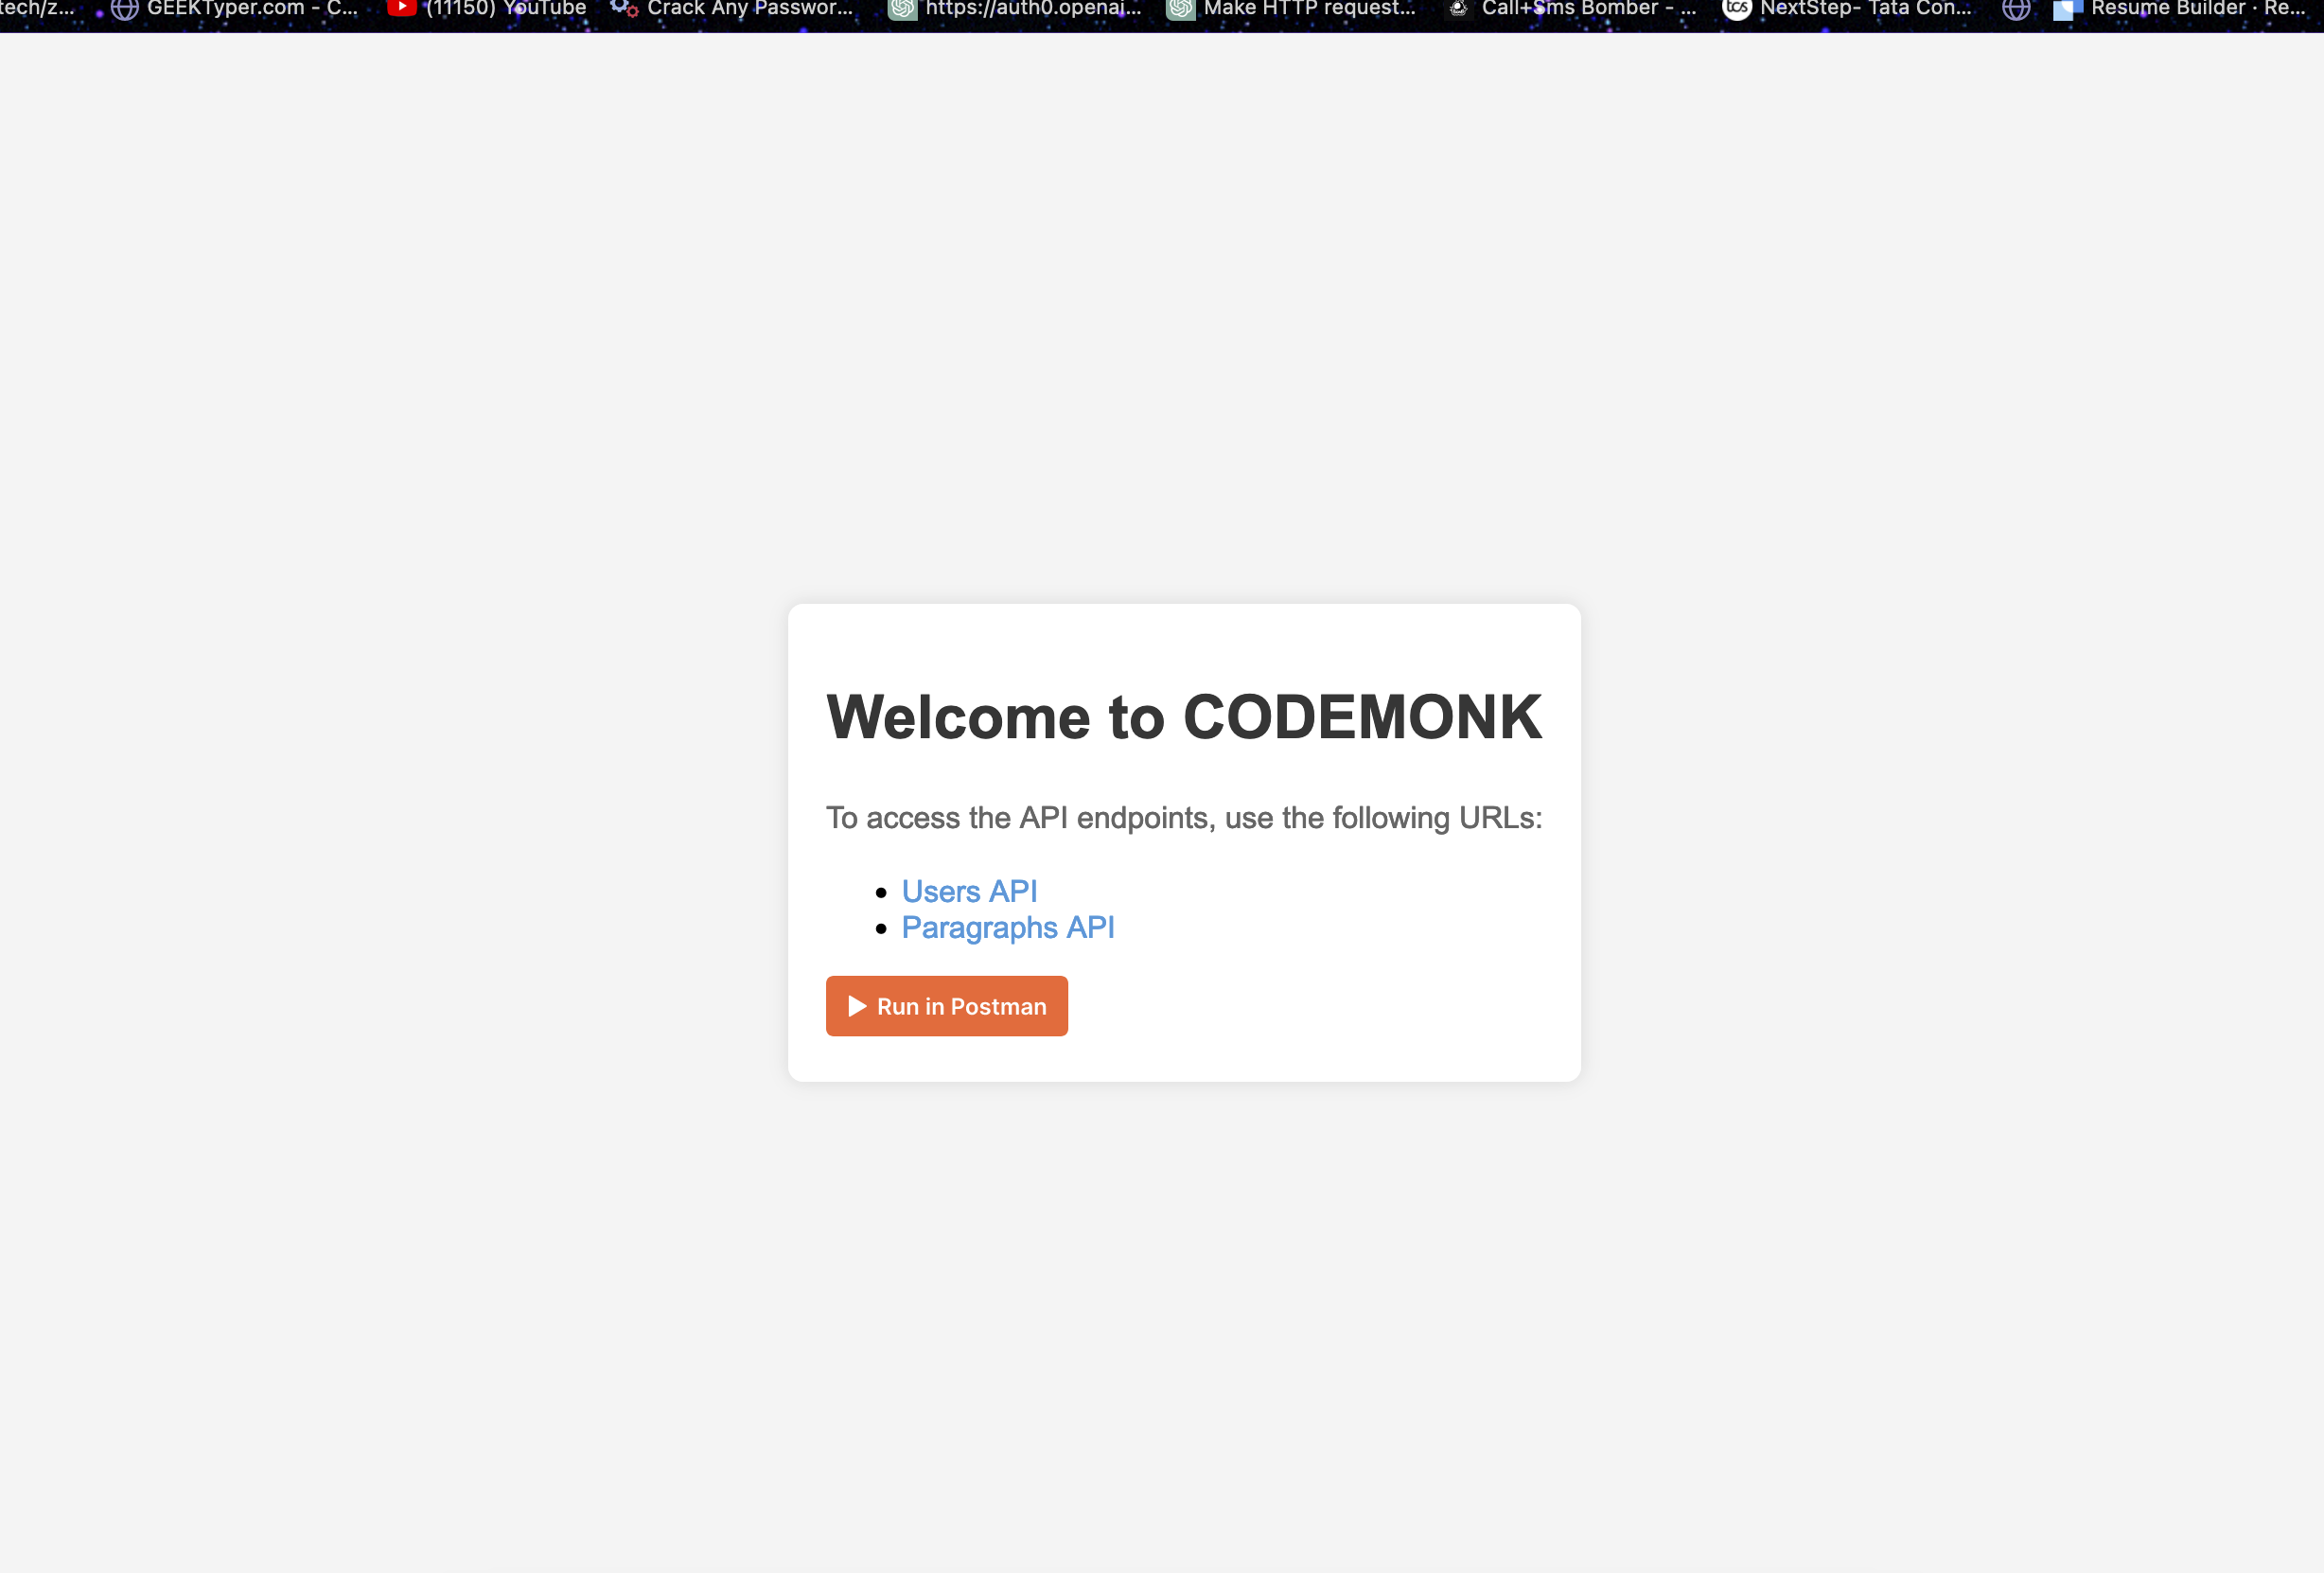 tech/z...
GEEKTyper.com - C...
(11150) YouTube
Crack Any Passwor...
https://auth0.openai...
Make HTTP request...
Call+Sms Bomber - ...
tcs
NextStep- Tata Con...
Resume Builder · Re...
Welcome to CODEMONK
To access the API endpoints, use the following URLs:
• Users API
• Paragraphs API
Run in Postman